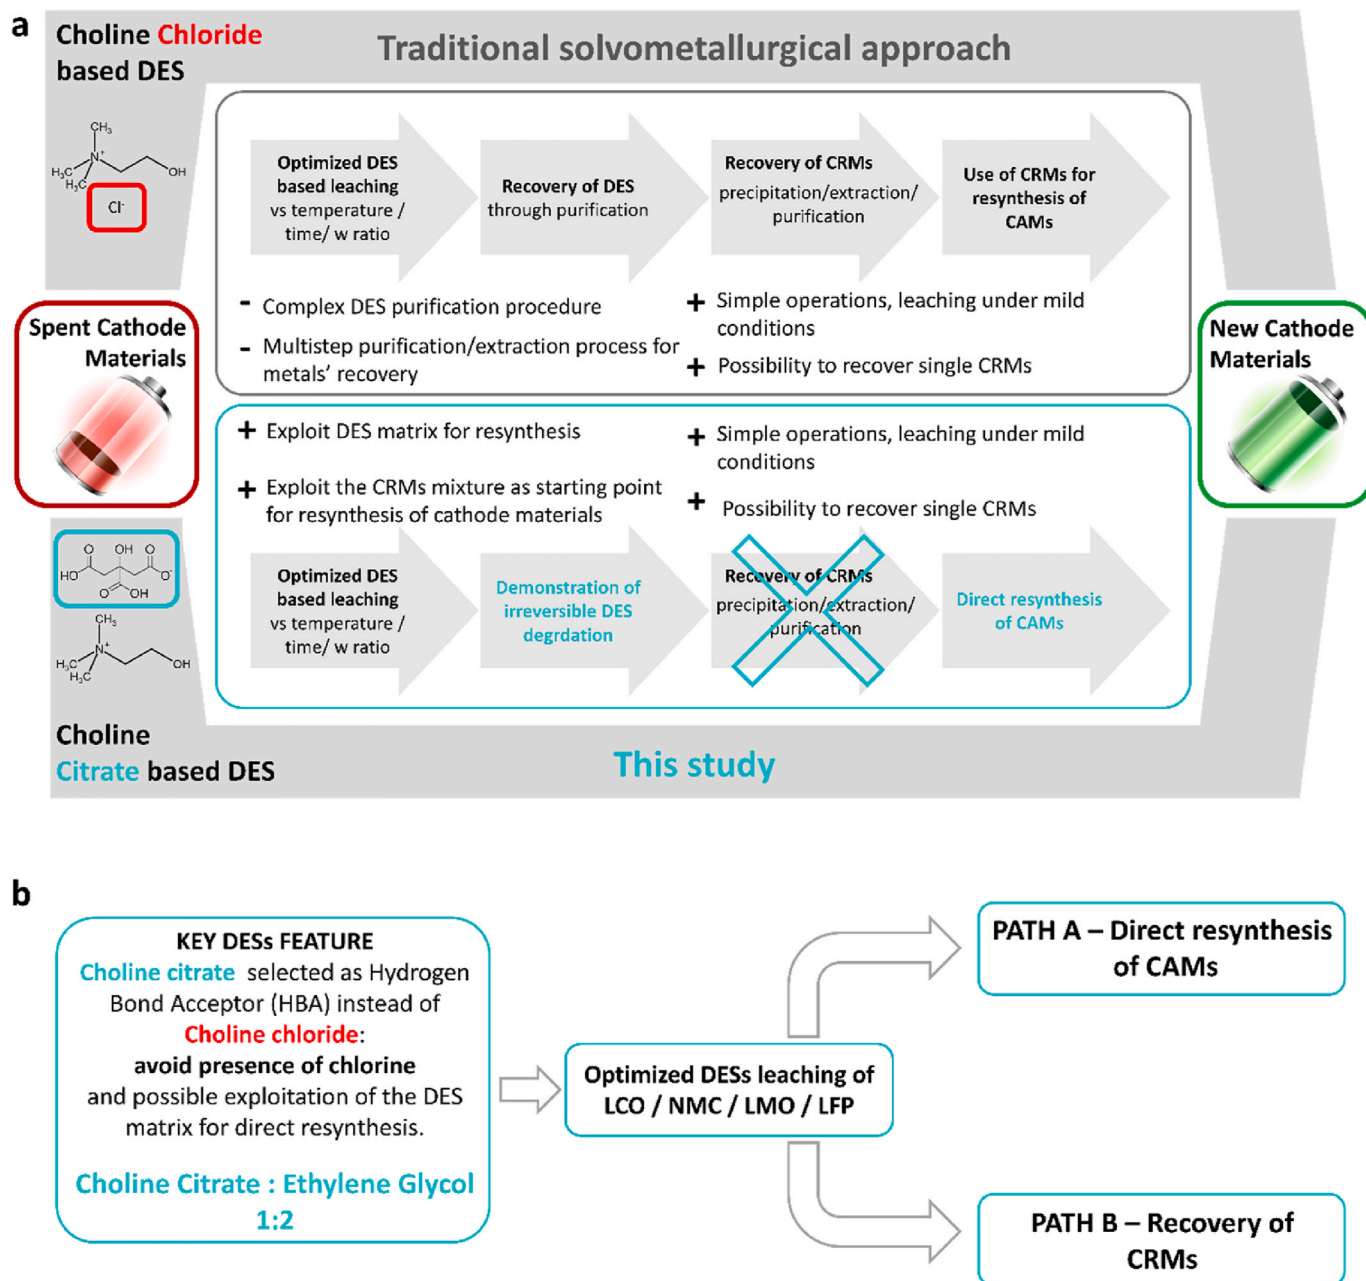 a
Choline Chloride
based DES
Traditional solvometallurgical approach
CH₃
H₃C
N⁺
H₃C
OH
Cl⁻
Optimized DES
based leaching
vs temperature /
time/ w ratio
Recovery of DES
through purification
Recovery of CRMs
precipitation/extraction/
purification
Use of CRMs for
resynthesis of
CAMs
- Complex DES purification procedure
- Multistep purification/extraction process for
metals' recovery
+ Simple operations, leaching under mild
conditions
+ Possibility to recover single CRMs
Spent Cathode
Materials
New Cathode
Materials
+ Exploit DES matrix for resynthesis
+ Exploit the CRMs mixture as starting point
for resynthesis of cathode materials
+ Simple operations, leaching under mild
conditions
+ Possibility to recover single CRMs
O OH O
HO O⁻
O OH
CH₃
H₃C
N⁺
H₃C
OH
Optimized DES
based leaching
vs temperature /
time/ w ratio
Demonstration of
irreversible DES
degrdation
Recovery of CRMs
precipitation/extraction/
purification
Direct resynthesis
of CAMs
Choline
Citrate based DES
This study
b
KEY DESs FEATURE
Choline citrate selected as Hydrogen
Bond Acceptor (HBA) instead of
Choline chloride:
avoid presence of chlorine
and possible exploitation of the DES
matrix for direct resynthesis.
Choline Citrate : Ethylene Glycol
1:2
Optimized DESs leaching of
LCO / NMC / LMO / LFP
PATH A – Direct resynthesis
of CAMs
PATH B – Recovery of
CRMs